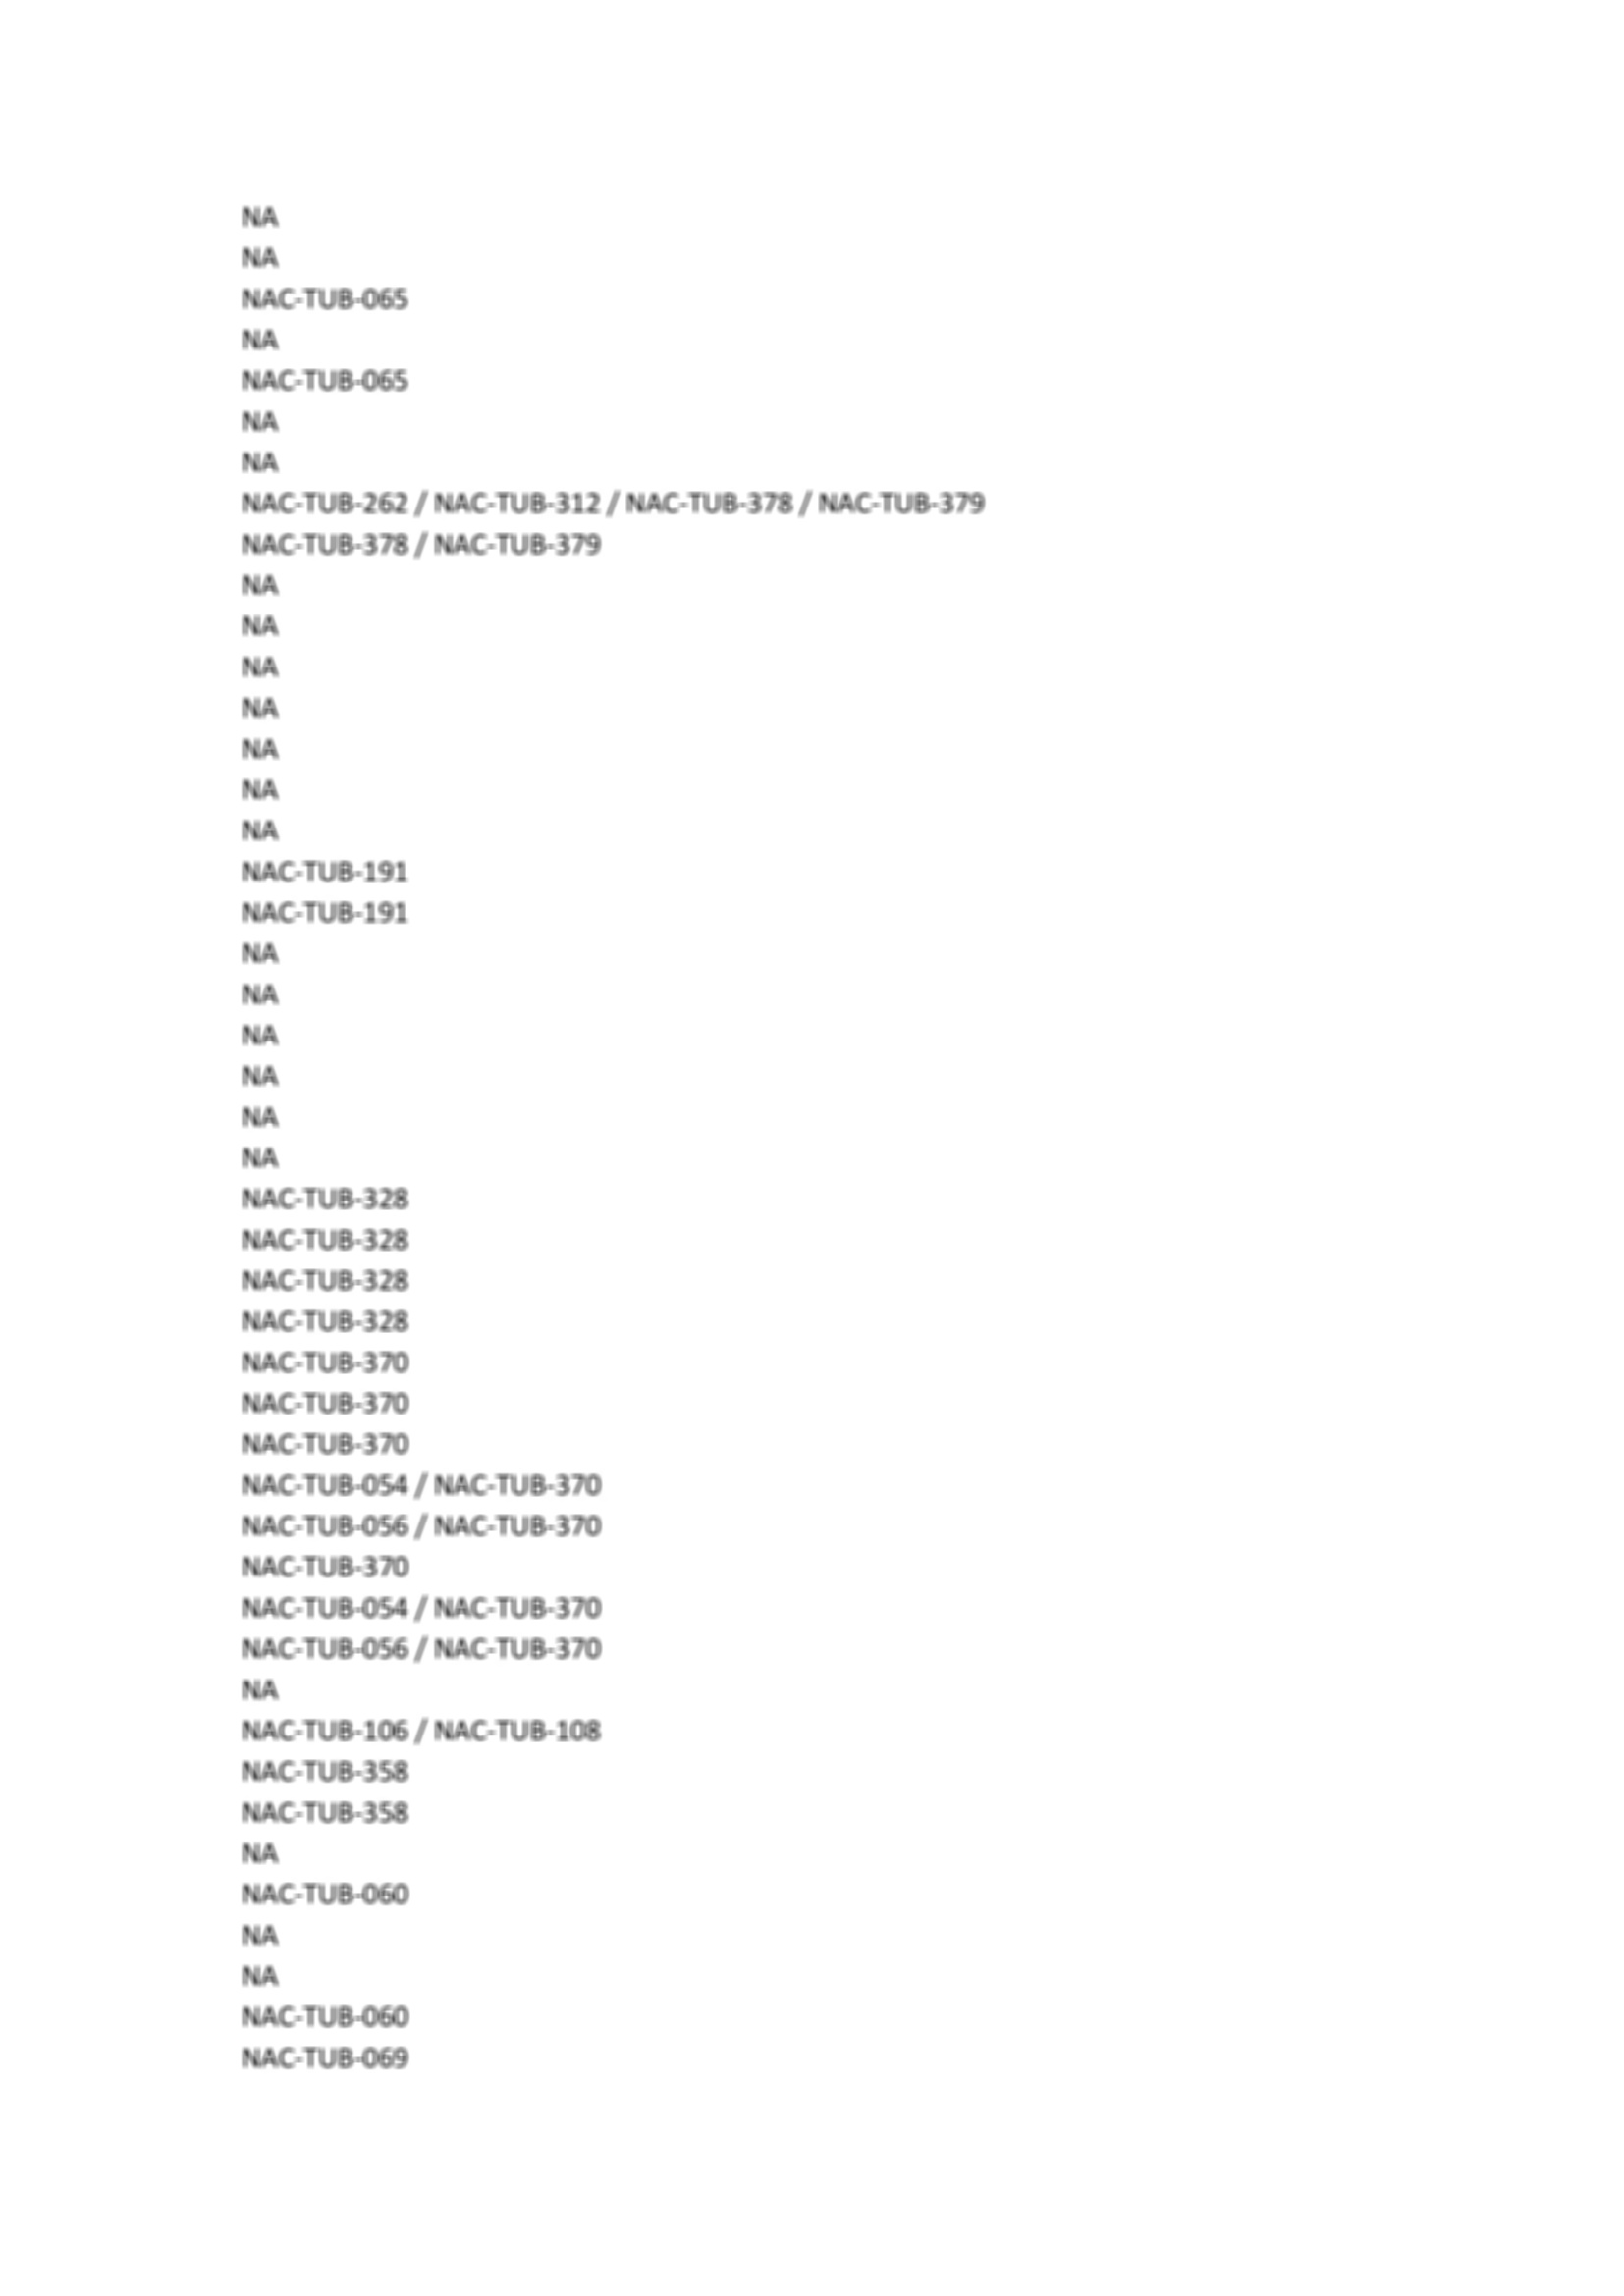 NA
NA
NAC-TUB-065
NA
NAC-TUB-065
NA
NA
NAC-TUB-262 / NAC-TUB-312 / NAC-TUB-378 / NAC-TUB-379
NAC-TUB-378 / NAC-TUB-379
NA
NA
NA
NA
NA
NA
NA
NAC-TUB-191
NAC-TUB-191
NA
NA
NA
NA
NA
NA
NAC-TUB-328
NAC-TUB-328
NAC-TUB-328
NAC-TUB-328
NAC-TUB-370
NAC-TUB-370
NAC-TUB-370
NAC-TUB-054 / NAC-TUB-370
NAC-TUB-056 / NAC-TUB-370
NAC-TUB-370
NAC-TUB-054 / NAC-TUB-370
NAC-TUB-056 / NAC-TUB-370
NA
NAC-TUB-106 / NAC-TUB-108
NAC-TUB-358
NAC-TUB-358
NA
NAC-TUB-060
NA
NA
NAC-TUB-060
NAC-TUB-069